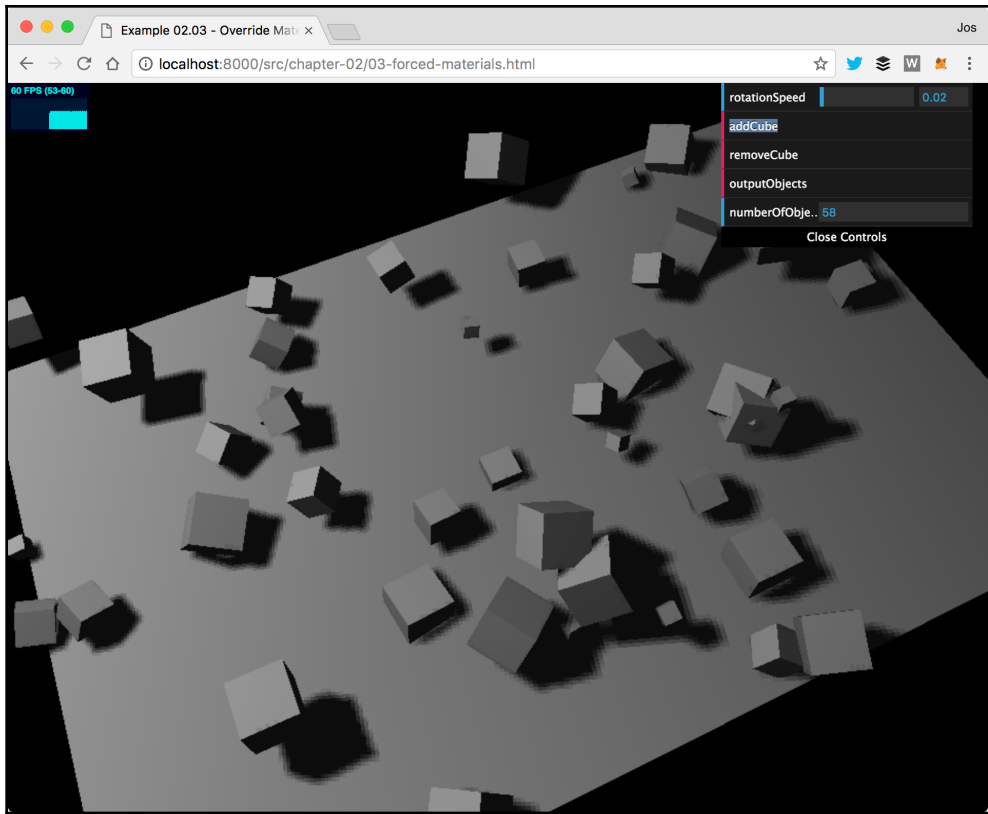 Example 02.03 - Override Mate
Jos
localhost:8000/src/chapter-02/03-forced-materials.html
W
60 FPS (53-60)
rotationSpeed 0.02
addCube
removeCube
outputObjects
numberOfObje.. 58
Close Controls